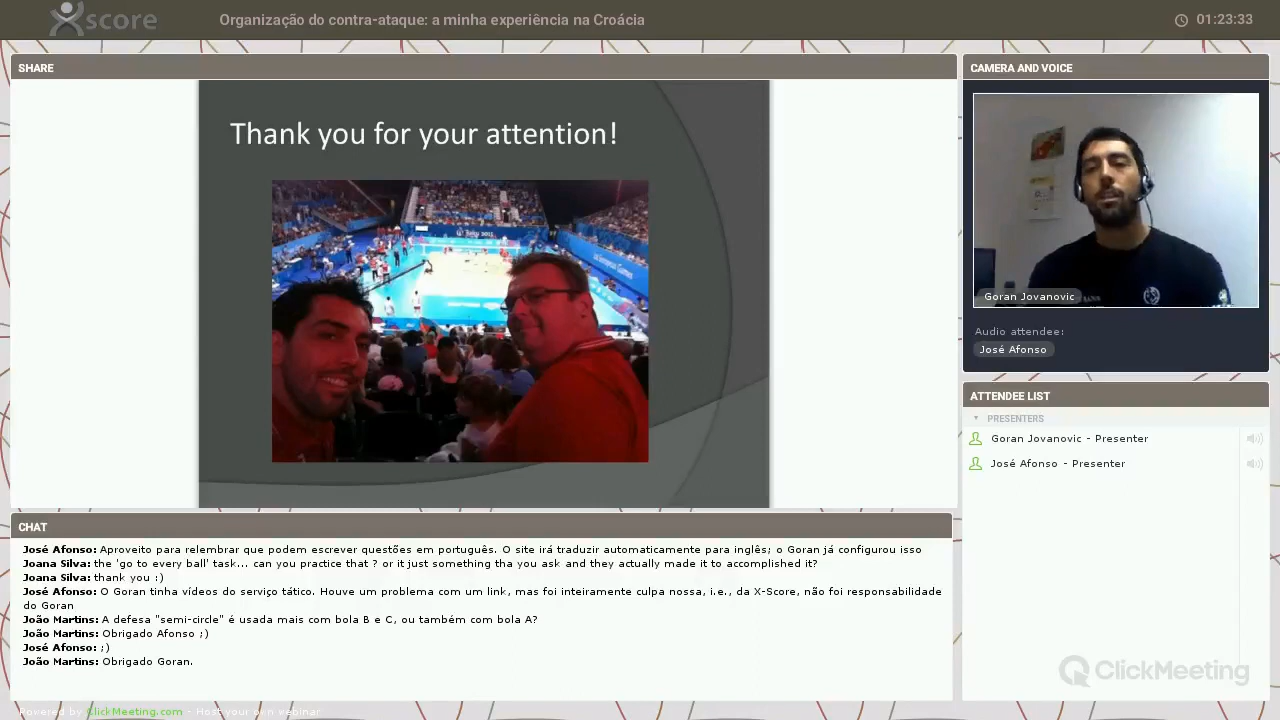 score
Organização do contra-ataque: a minha experiência na Croácia
01:23:33
SHARE
Thank you for your attention!
CAMERA AND VOICE
Goran Jovanovic
Audio attendee:
José Afonso
ATTENDEE LIST
PRESENTERS
Goran Jovanovic - Presenter
José Afonso - Presenter
CHAT
José Afonso: Aproveito para relembrar que podem escrever questões em português. O site irá traduzir automaticamente para inglês; o Goran já configurou isso
Joana Silva: the 'go to every ball' task... can you practice that ? or it just something tha you ask and they actually made it to accomplished it?
Joana Silva: thank you :)
José Afonso: O Goran tinha vídeos do serviço tático. Houve um problema com um link, mas foi inteiramente culpa nossa, i.e., da X-Score, não foi responsabilidade
do Goran
João Martins: A defesa "semi-circle" é usada mais com bola B e C, ou também com bola A?
João Martins: Obrigado Afonso ;)
José Afonso: ;)
João Martins: Obrigado Goran.
ClickMeeting
Powered by ClickMeeting.com - Host your own webinar